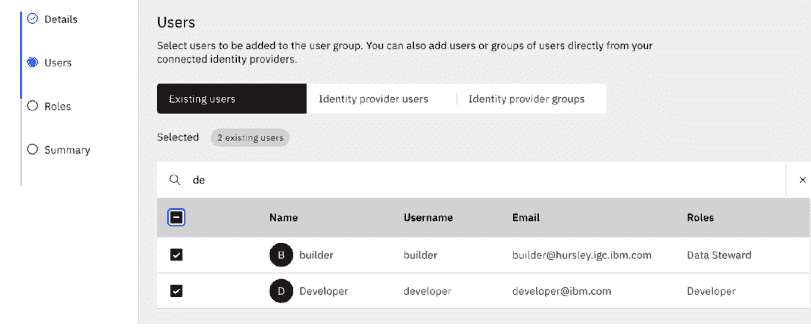 Details
Users
Roles
Summary
Users
Select users to be added to the user group. You can also add users or groups of users directly from your
connected identity providers.
Existing users
Identity provider users
Identity provider groups
Selected 2 existing users
de
Name Username Email Roles
B builder builder builder@hursley.igc.ibm.com Data Steward
D Developer developer developer@ibm.com Developer